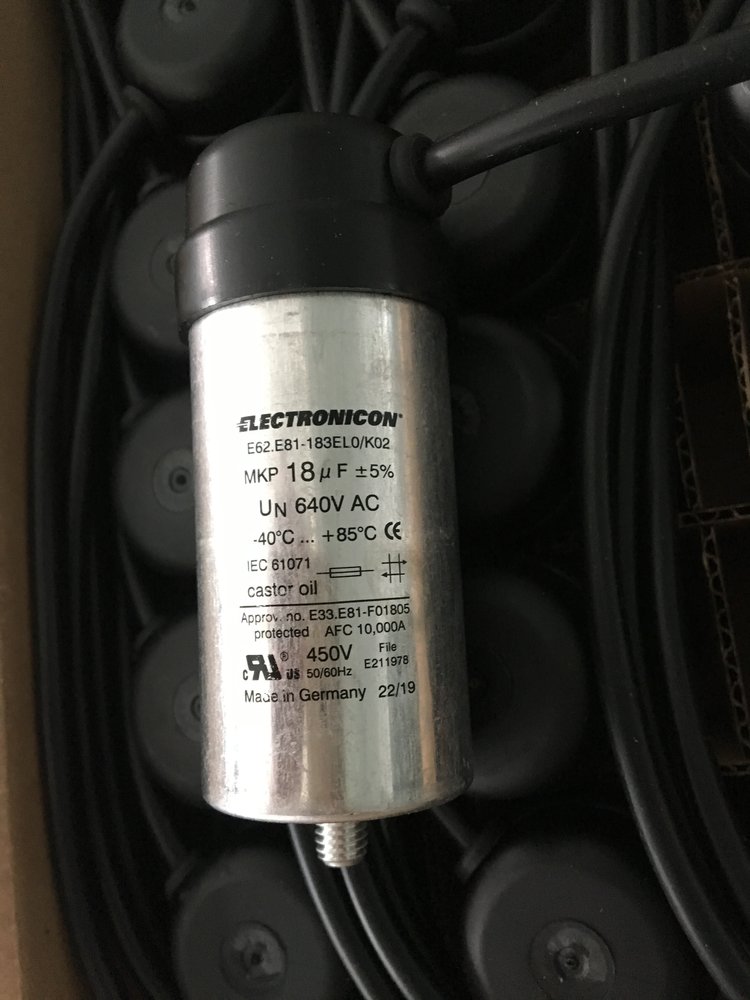 ELECTRONICON®
E62.E81-183EL0/K02
MKP 18 µF ±5%
UN 640V AC
-40°C ... +85°C CE
IEC 61071
castor oil
Approv. no. E33.E81-F01805
protected AFC 10,000A
c RU ® US 450V 50/60Hz File E211978
Made in Germany 22/19